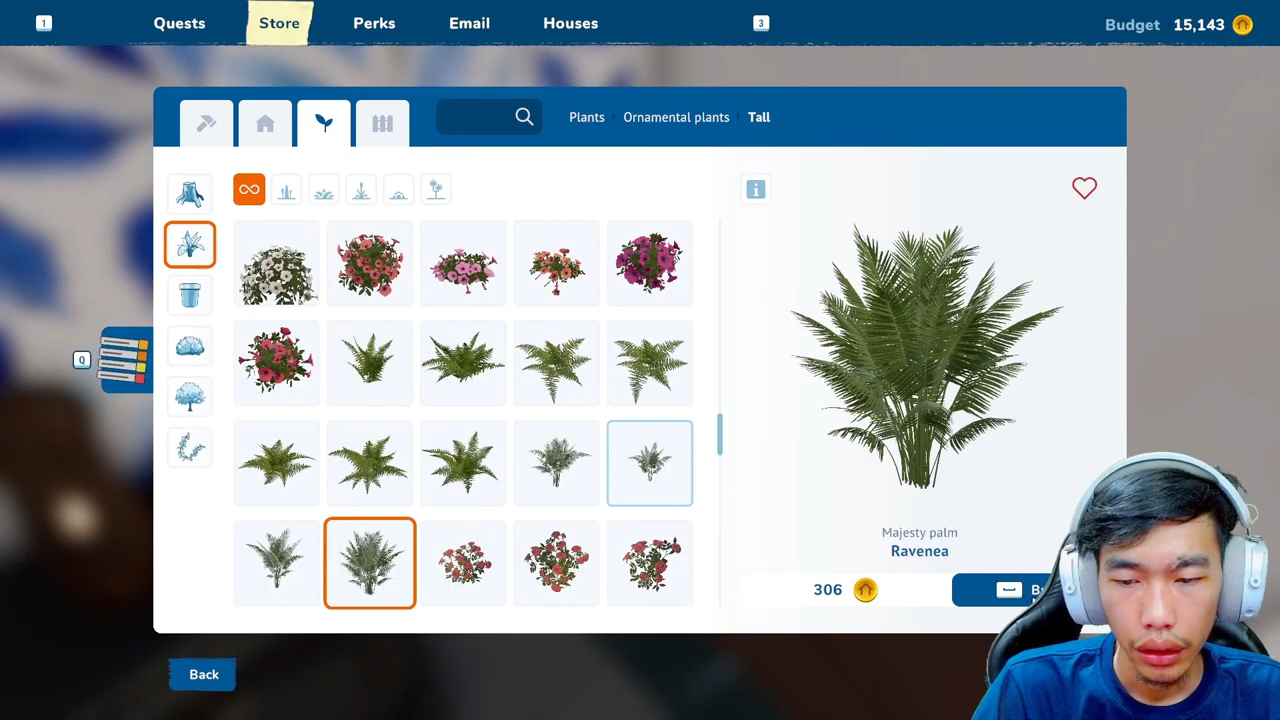 1 Quests Store Perks Email Houses 3 Budget 15,143
Plants Ornamental plants Tall
Q
Majesty palm
Ravenea
306
Back